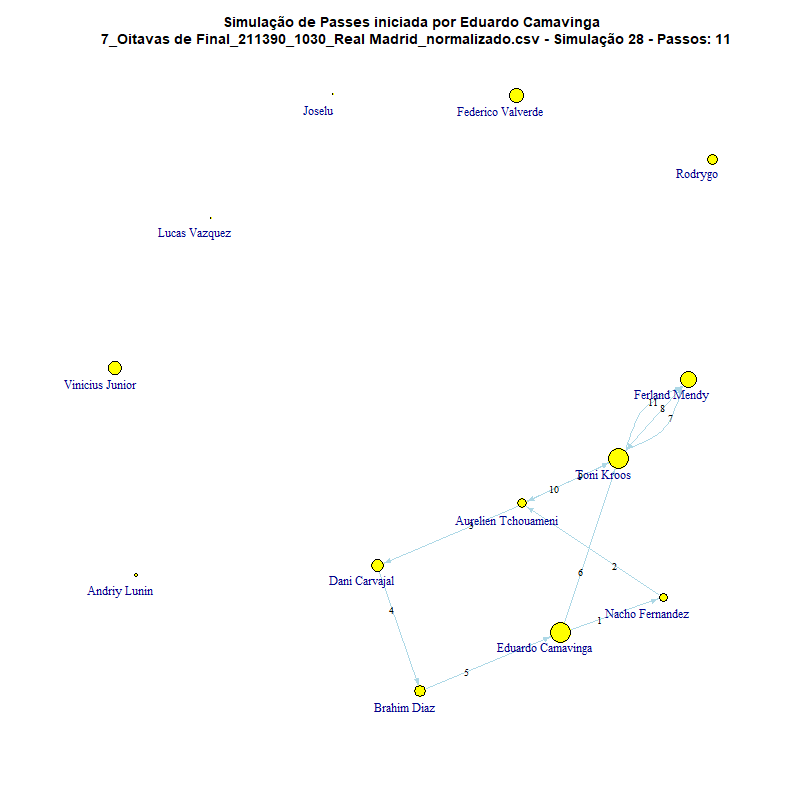 Simulação de Passes iniciada por Eduardo Camavinga
7_Oitavas de Final_211390_1030_Real Madrid_normalizado.csv - Simulação 28 - Passos: 11
Joselu
Federico Valverde
Rodrygo
Lucas Vazquez
Vinicius Junior
Ferland Mendy
11
8
7
Toni Kroos
10
Aurelien Tchouameni
3
Dani Carvajal
2
6
Andriy Lunin
4
Nacho Fernandez
1
Eduardo Camavinga
5
Brahim Diaz